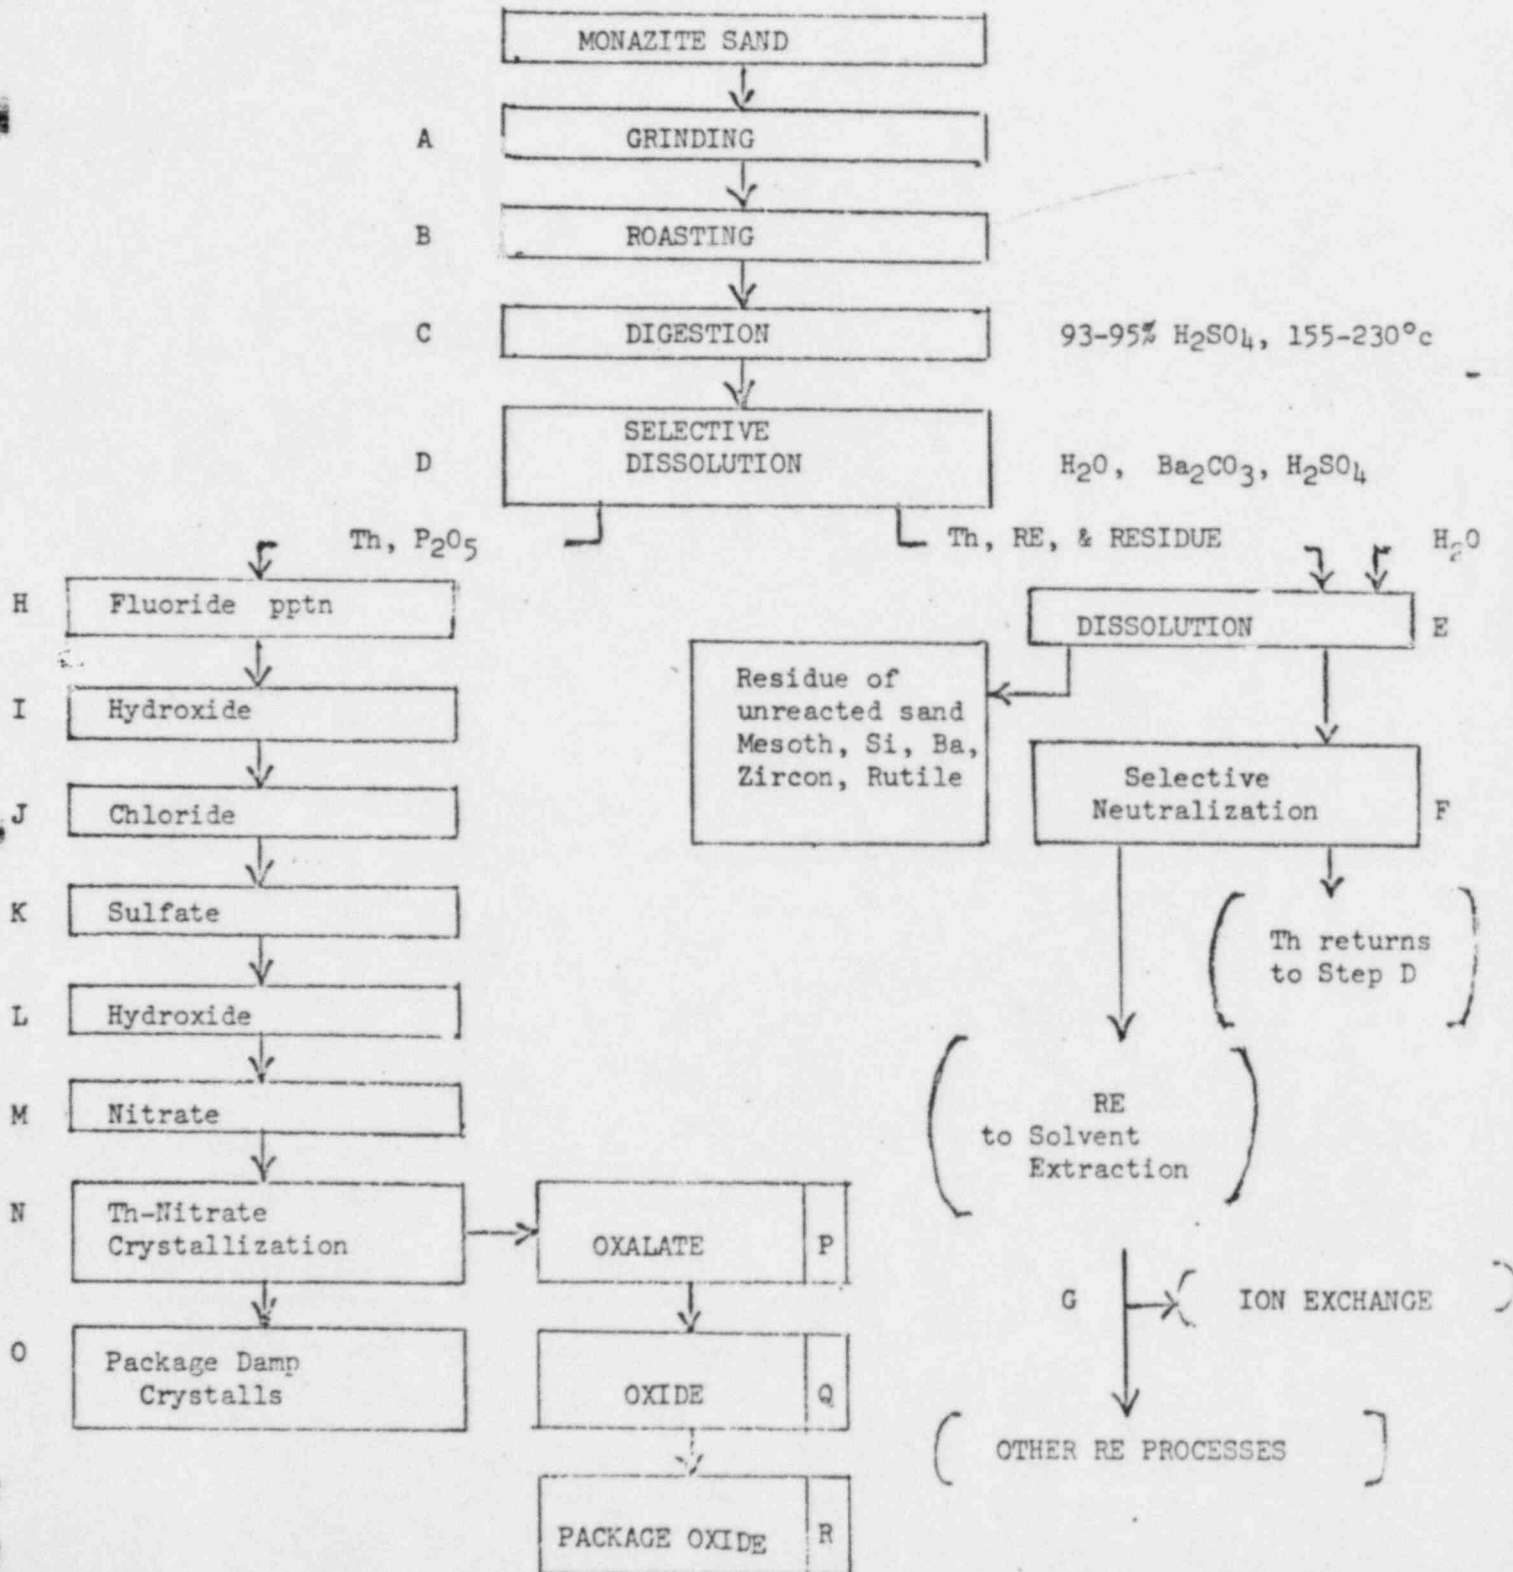 MONAZITE SAND
A
GRINDING
B
ROASTING
C
DIGESTION
93-95% H₂SO₄, 155-230°c
D
SELECTIVE
DISSOLUTION
H₂O, Ba₂CO₃, H₂SO₄
Th, P₂O₅
Th, RE, & RESIDUE
H₂O
H
Fluoride pptn
I
Hydroxide
J
Chloride
K
Sulfate
L
Hydroxide
M
Nitrate
N
Th-Nitrate
Crystallization
O
Package Damp
Crystalls
OXALATE
P
OXIDE
Q
PACKAGE OXIDE
R
DISSOLUTION
E
Residue of
unreacted sand
Mesoth, Si, Ba,
Zircon, Rutile
Selective
Neutralization
F
Th returns
to Step D
RE
to Solvent
Extraction
G
ION EXCHANGE
OTHER RE PROCESSES